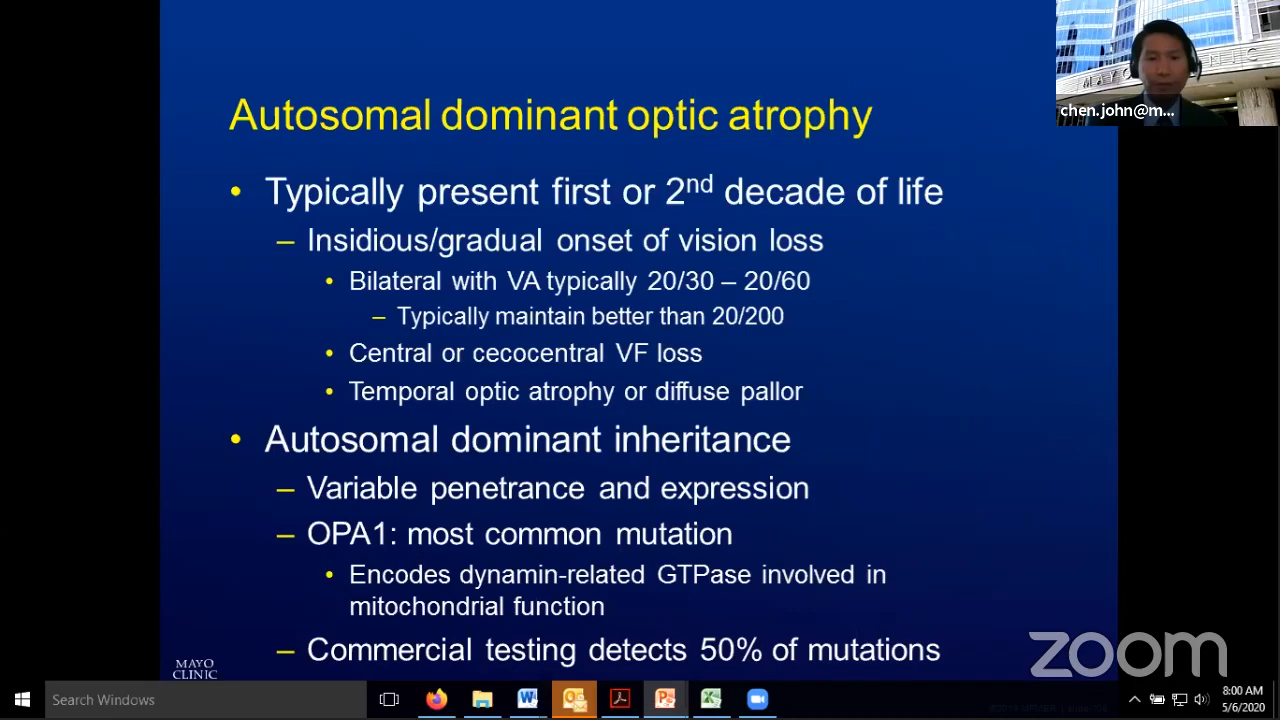 Autosomal dominant optic atrophy
• Typically present first or 2nd decade of life
– Insidious/gradual onset of vision loss
• Bilateral with VA typically 20/30 – 20/60
– Typically maintain better than 20/200
• Central or cecocentral VF loss
• Temporal optic atrophy or diffuse pallor
• Autosomal dominant inheritance
– Variable penetrance and expression
– OPA1: most common mutation
• Encodes dynamin-related GTPase involved in
mitochondrial function
– Commercial testing detects 50% of mutations
MAYO
CLINIC
chen.john@m...
zoom
Search Windows
8:00 AM
5/6/2020